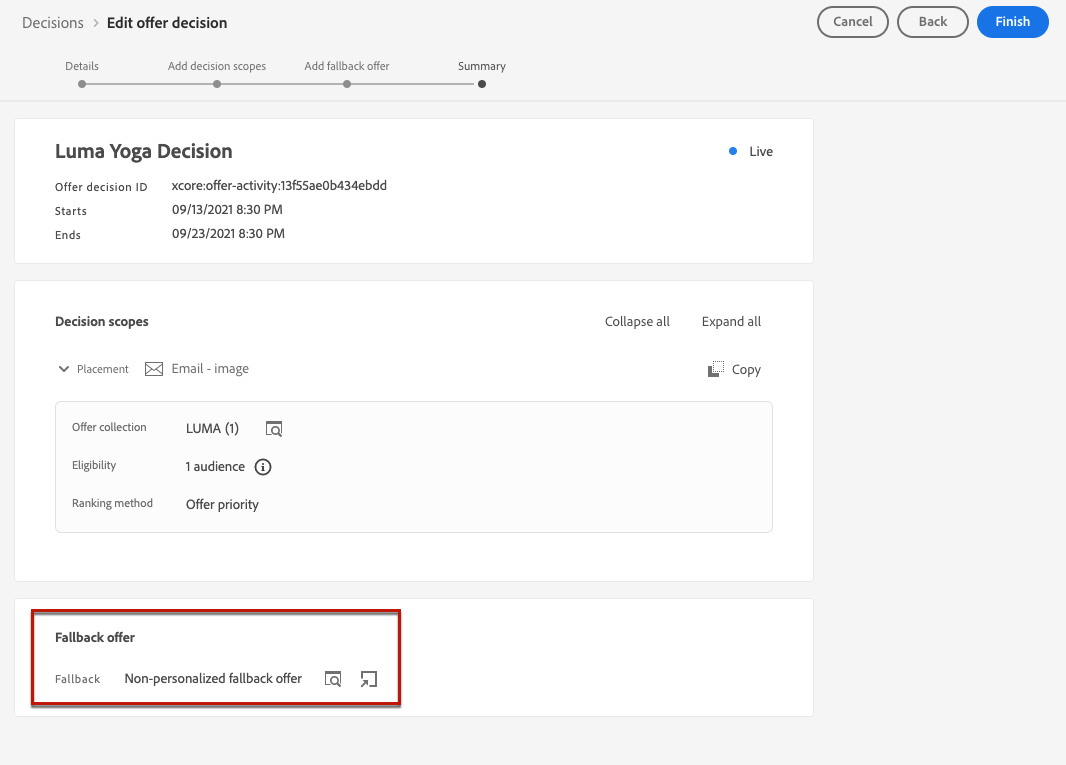 Decisions > Edit offer decision
Cancel
Back
Finish
Details
Add decision scopes
Add fallback offer
Summary
Luma Yoga Decision
Live
Offer decision ID xcore:offer-activity:13f55ae0b434ebdd
Starts 09/13/2021 8:30 PM
Ends 09/23/2021 8:30 PM
Decision scopes
Collapse all
Expand all
Placement Email - image
Copy
Offer collection LUMA (1)
Eligibility 1 audience
Ranking method Offer priority
Fallback offer
Fallback Non-personalized fallback offer